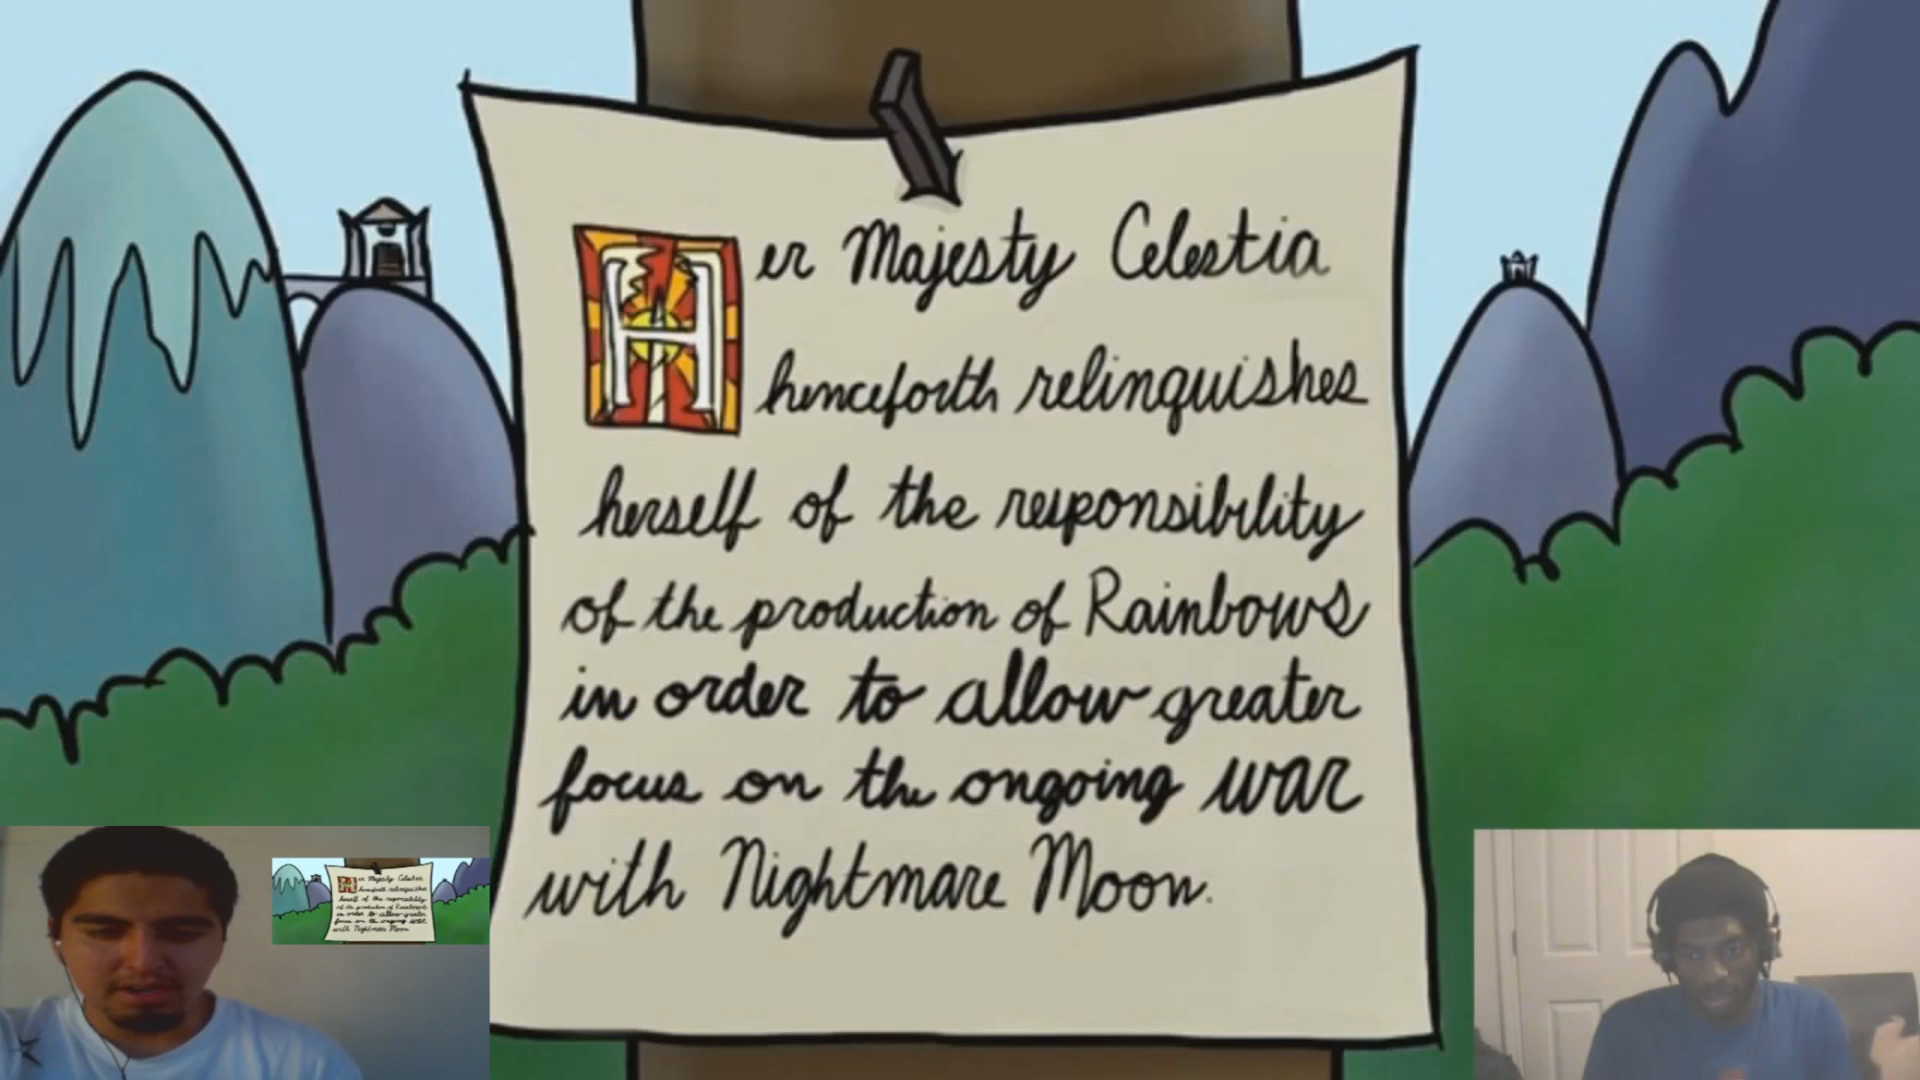 Her Majesty Celestia
henceforth relinquishes
herself of the responsibility
of the production of Rainbows
in order to allow greater
focus on the ongoing war
with Nightmare Moon.